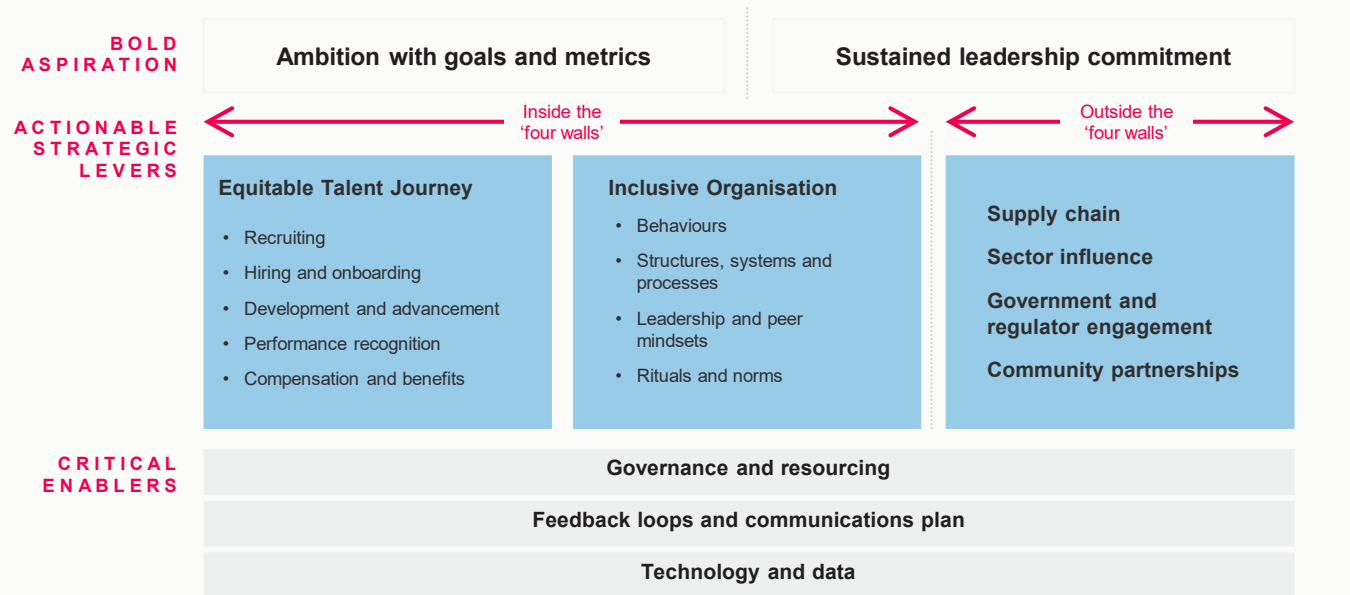 BOLD
ASPIRATION
Ambition with goals and metrics
Sustained leadership commitment
ACTIONABLE
STRATEGIC
LEVERS
Inside the
‘four walls’
Outside the
‘four walls’
Equitable Talent Journey
• Recruiting
• Hiring and onboarding
• Development and advancement
• Performance recognition
• Compensation and benefits
Inclusive Organisation
• Behaviours
• Structures, systems and
processes
• Leadership and peer
mindsets
• Rituals and norms
Supply chain
Sector influence
Government and
regulator engagement
Community partnerships
CRITICAL
ENABLERS
Governance and resourcing
Feedback loops and communications plan
Technology and data